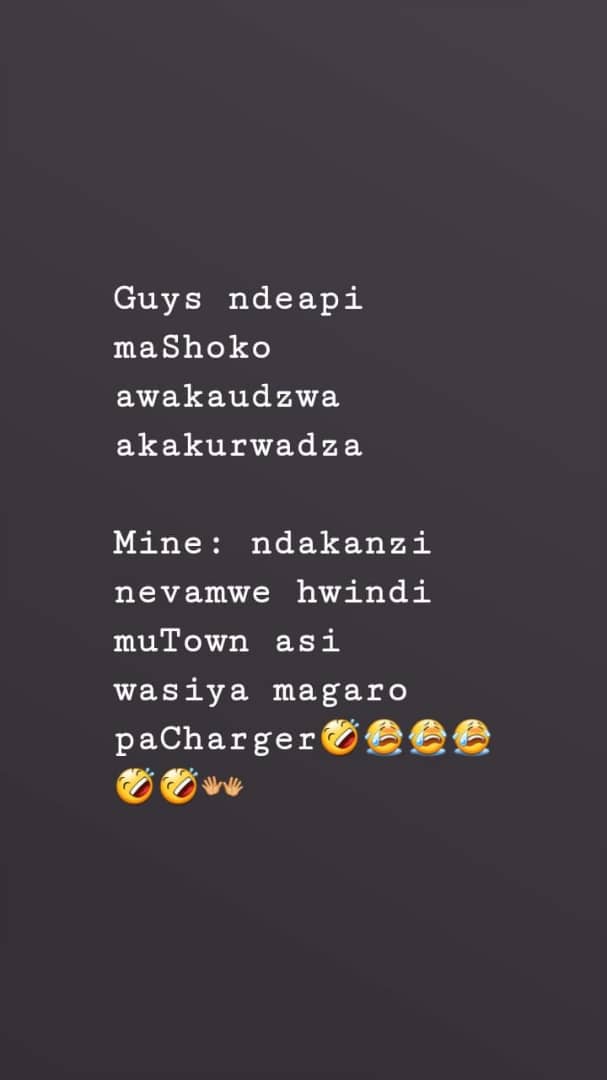 Guys ndeapi
maShoko
awakaudzwa
akakurwadza
Mine: ndakanzi
nevamwe hwindi
muTown asi
wasiya magaro
paCharger🤣😭😭😭
🤣🤣👐🏼